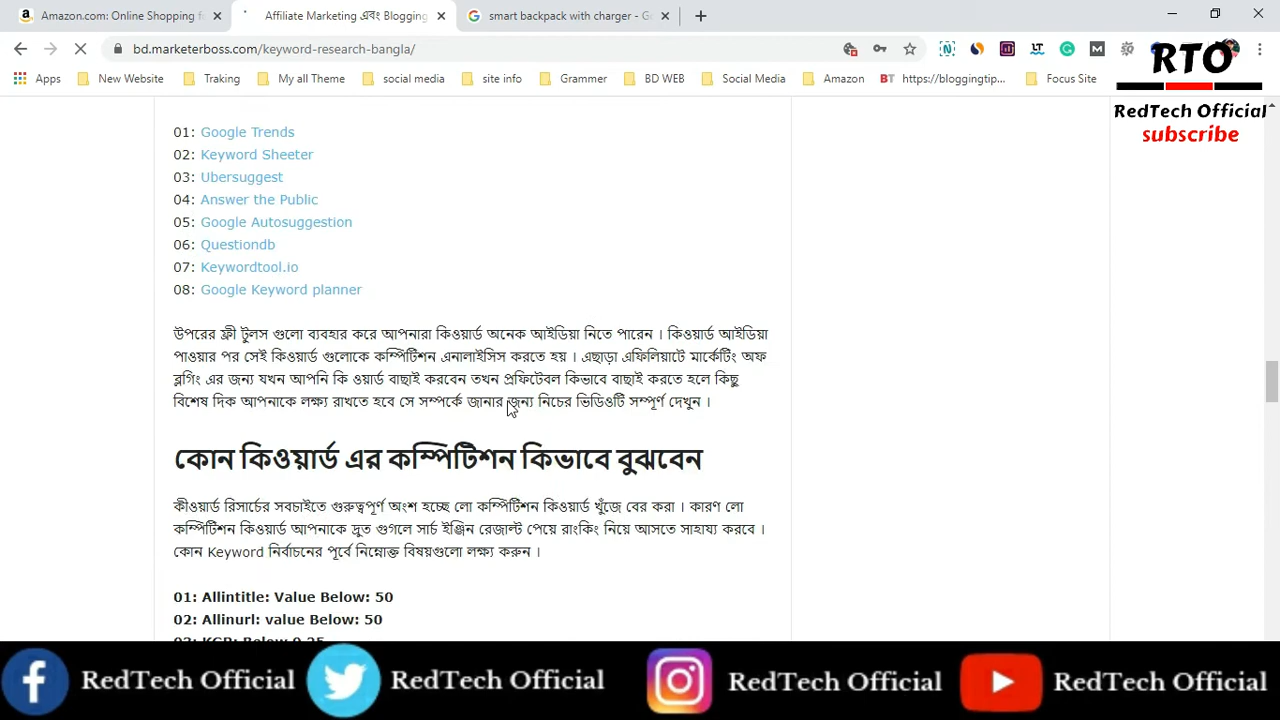 Amazon.com: Online Shopping fo
Affiliate Marketing এবং Blogging
smart backpack with charger - Go
bd.marketerboss.com/keyword-research-bangla/
Apps
New Website
Traking
My all Theme
social media
site info
Grammer
BD WEB
Social Media
Amazon
https://bloggingtip...
Focus Site
RTO
RedTech Official
subscribe
01: Google Trends
02: Keyword Sheeter
03: Ubersuggest
04: Answer the Public
05: Google Autosuggestion
06: Questiondb
07: Keywordtool.io
08: Google Keyword planner
উপরের ফ্রী টুলস গুলো ব্যবহার করে আপনারা কিওয়ার্ড অনেক আইডিয়া নিতে পারেন । কিওয়ার্ড আইডিয়া
পাওয়ার পর সেই কিওয়ার্ড গুলোকে কম্পিটিশন এনালাইসিস করতে হয় । এছাড়া এফিলিয়াটে মার্কেটিং অফ
ব্লগিং এর জন্য যখন আপনি কি ওয়ার্ড বাছাই করবেন তখন প্রফিটেবল কিভাবে বাছাই করতে হলে কিছু
বিশেষ দিক আপনাকে লক্ষ্য রাখতে হবে সে সম্পর্কে জানার জন্য নিচের ভিডিওটি সম্পূর্ণ দেখুন ।
কোন কিওয়ার্ড এর কম্পিটিশন কিভাবে বুঝবেন
কীওয়ার্ড রিসার্চের সবচাইতে গুরুত্বপূর্ণ অংশ হচ্ছে লো কম্পিটিশন কিওয়ার্ড খুঁজে বের করা । কারণ লো
কম্পিটিশন কিওয়ার্ড আপনাকে দ্রুত গুগলে সার্চ ইঞ্জিন রেজাল্ট পেয়ে রাংকিং নিয়ে আসতে সাহায্য করবে ।
কোন Keyword নির্বাচনের পূর্বে নিম্নোক্ত বিষয়গুলো লক্ষ্য করুন ।
01: Allintitle: Value Below: 50
02: Allinurl: value Below: 50
03: KGR: Below 0.25
RedTech Official
RedTech Official
RedTech Official
RedTech Official